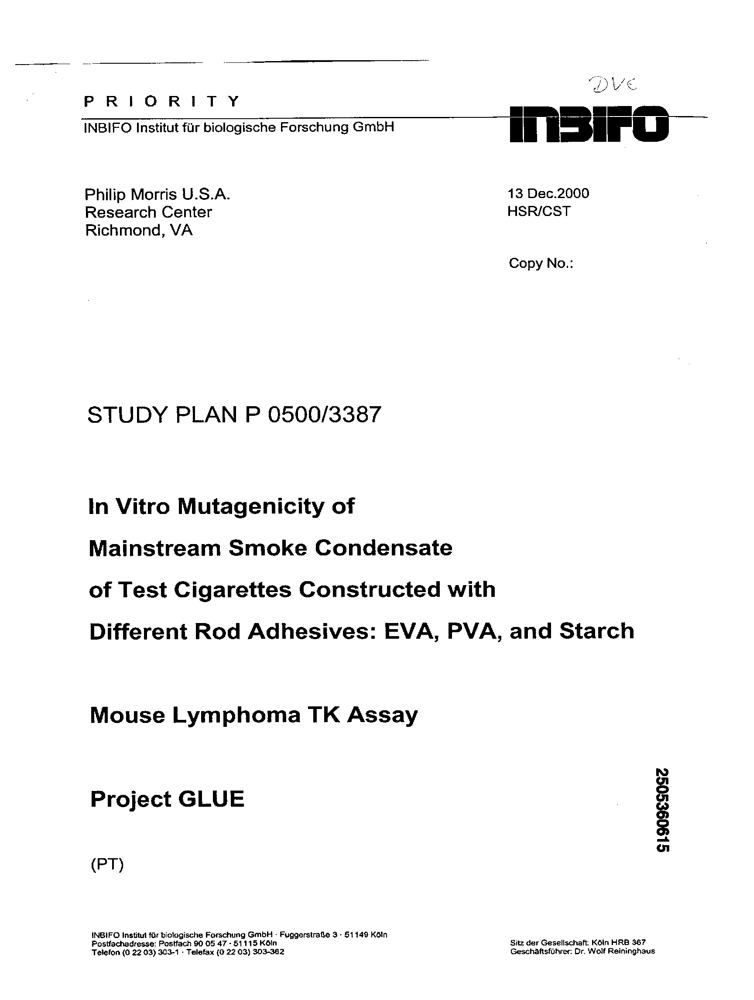 DVE
P R I O R I T Y
INBIFO
INBIFO Institut für biologische Forschung GmbH
Philip Morris U.S.A.
Research Center
Richmond, VA
13 Dec.2000
HSR/CST
Copy No.:
STUDY PLAN P 0500/3387
In Vitro Mutagenicity of
Mainstream Smoke Condensate
of Test Cigarettes Constructed with
Different Rod Adhesives: EVA, PVA, and Starch
Mouse Lymphoma TK Assay
Project GLUE
(PT)
2505360615
INBIFO Institut für biologische Forschung GmbH · Fuggerstraße 3 · 51149 Köln
Postfachadresse: Postfach 90 05 47 · 51115 Köln
Telefon (0 22 03) 303-1 · Telefax (0 22 03) 303-362
Sitz der Gesellschaft: Köln HRB 367
Geschäftsführer: Dr. Wolf Reininghaus